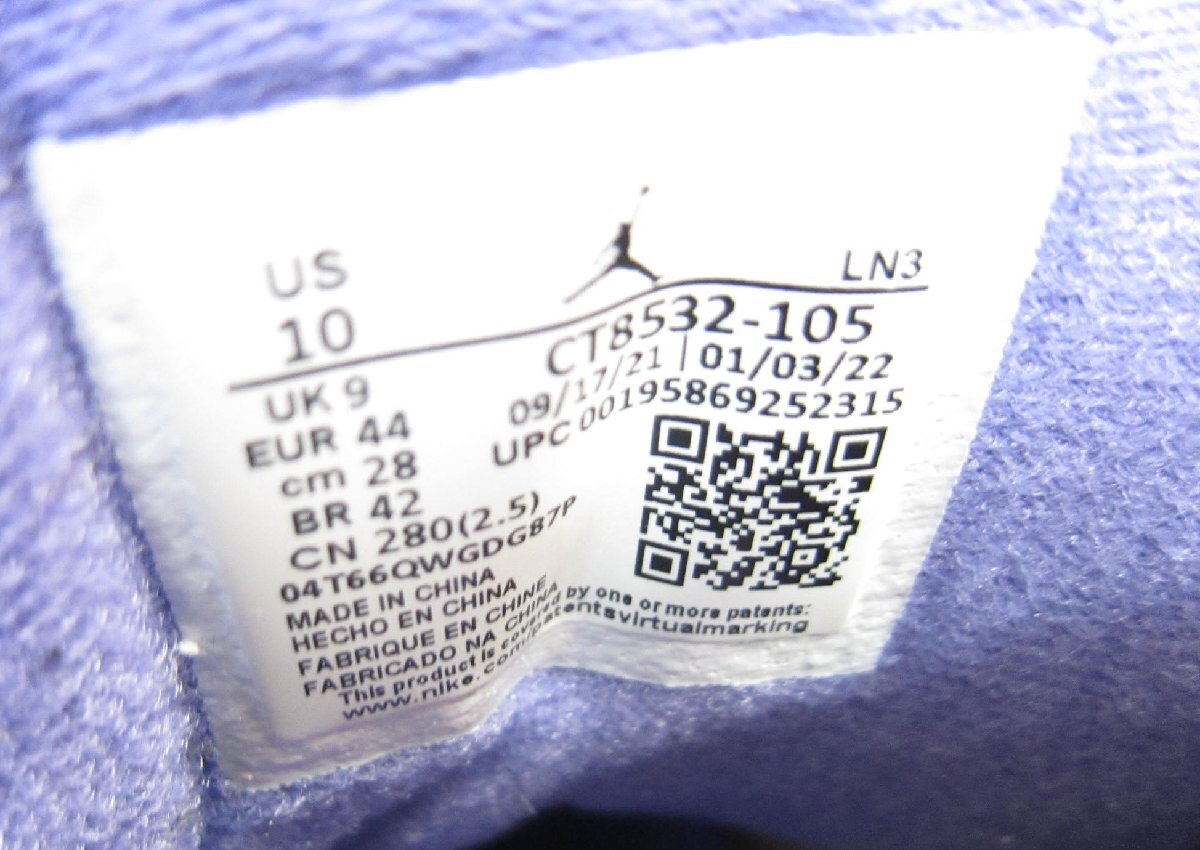 US
10
LN3
CT8532-105
09/17/21 | 01/03/22
UPC 00195869252315
UK 9
EUR 44
cm 28
BR 42
CN 280(2.5)
04T66QWGDG87P
MADE IN CHINA
HECHO EN CHINA
FABRIQUE EN CHINE
FABRICADO NA CHINA
This product is covered by one or more patents:
www.nike.com/patentsvirtualmarking